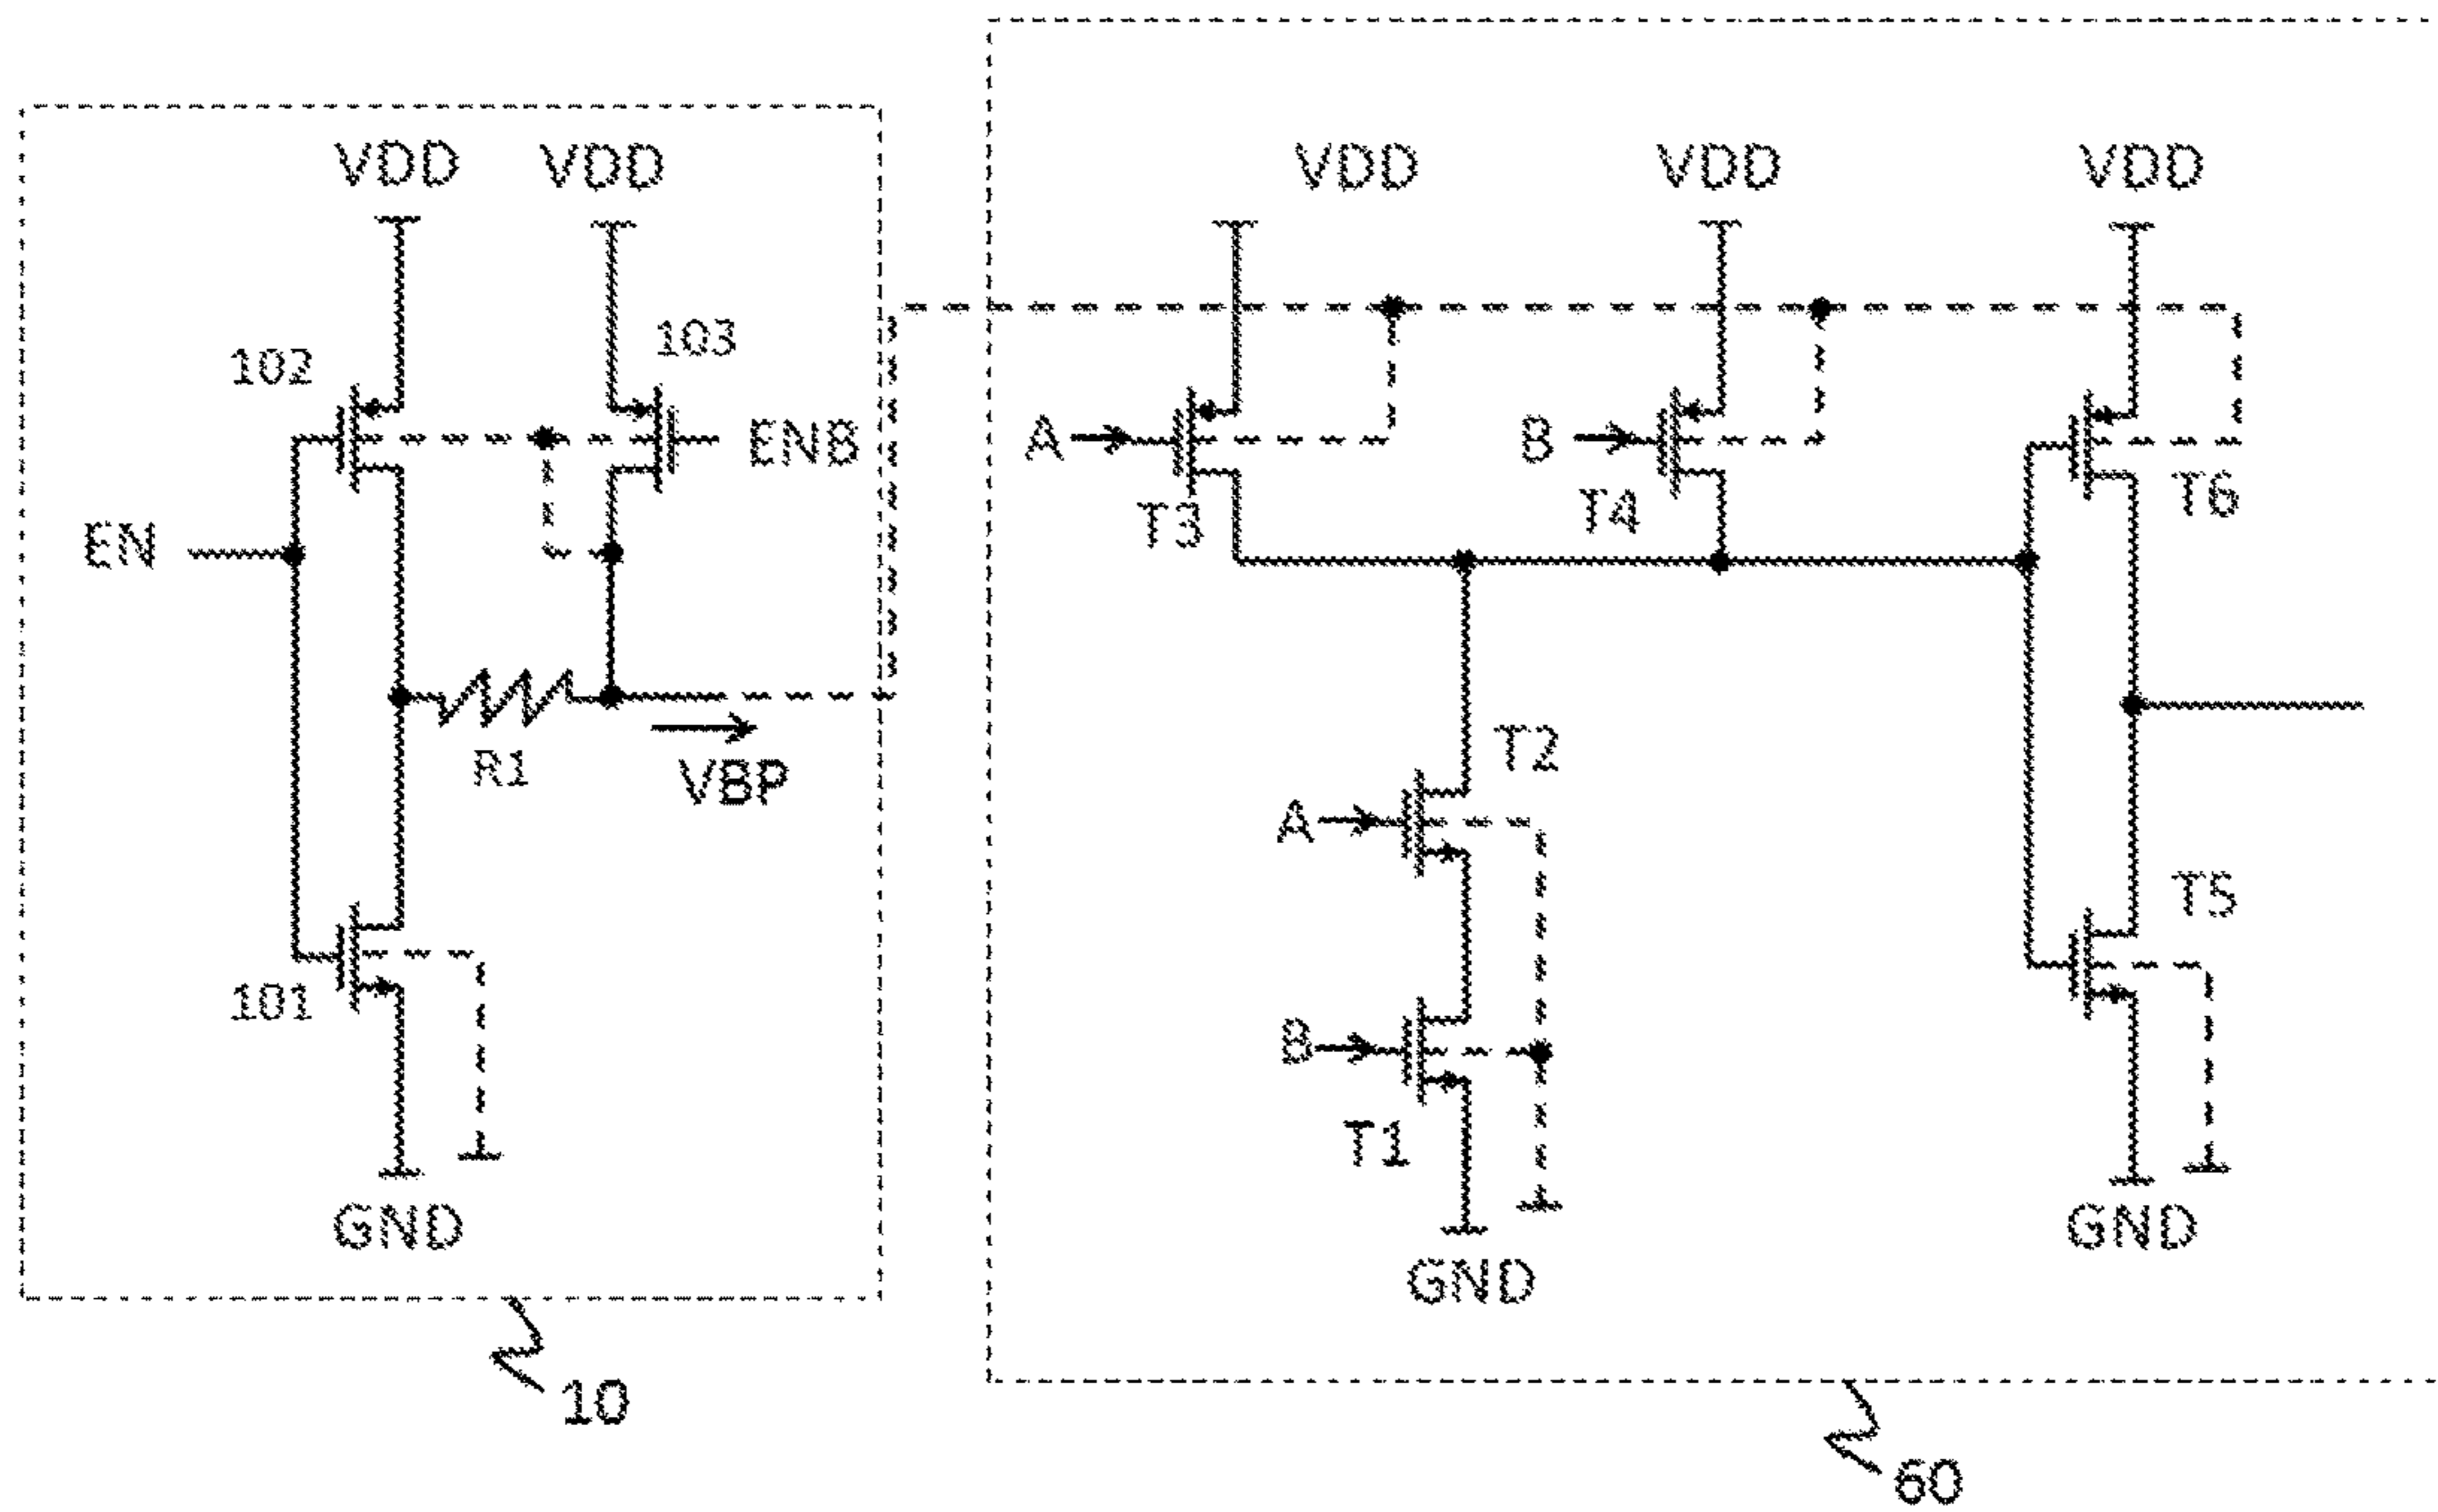 VDD VDD VDD VDD VDD
102 103
EN ENB A B
T3 T4 T6
R1 VBP
A T2
T5
101 B
T1
GND GND GND
10 60